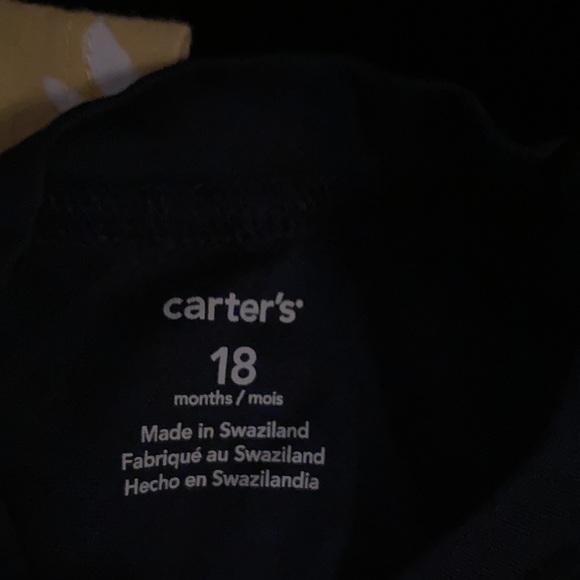 carter's
18
months / mois
Made in Swaziland
Fabriqué au Swaziland
Hecho en Swazilandia